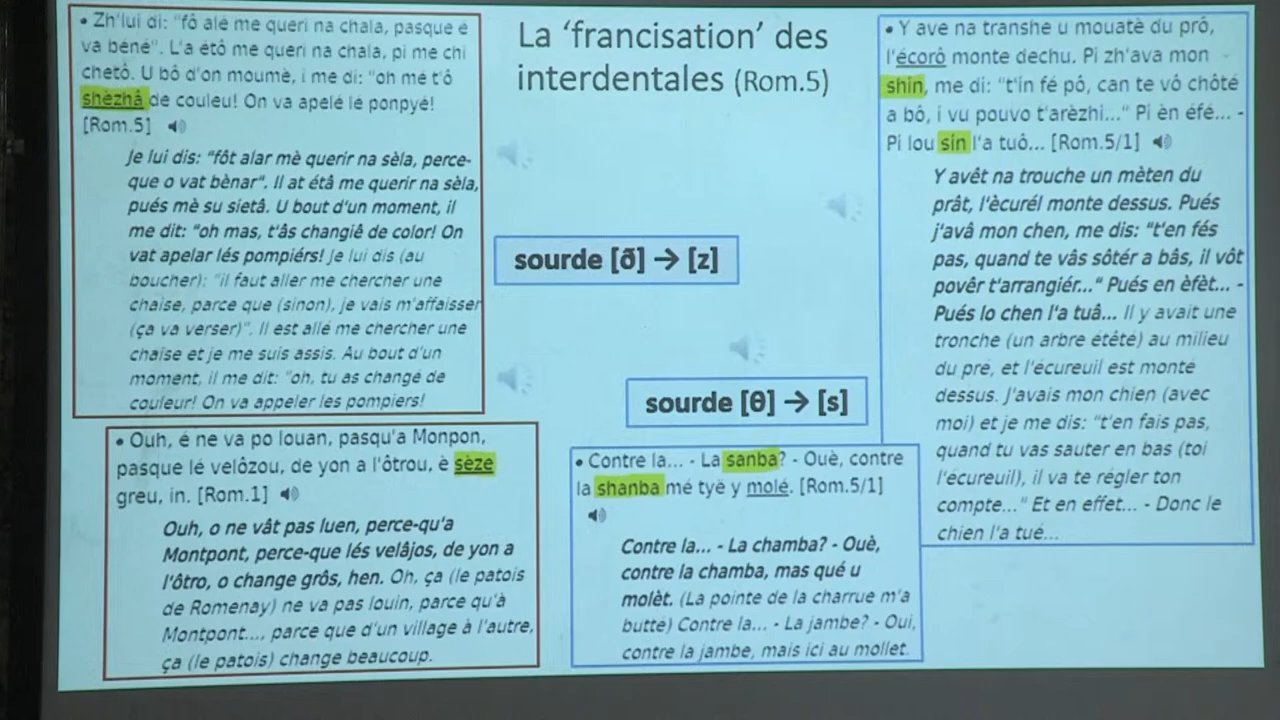 La ‘francisation’ des
interdentales (Rom.5)
• Zh'lui di: "fô alé me queri na chala, pasque é
va béné". L'a étô me queri na chala, pi me chi
chetô. U bô d'on moumè, i me di: "oh mé t'ô
shèzhâ de couleu! On va apelé lé ponpyé!
[Rom.5]
Je lui dis: "fôt alar mè querir na sèla, perce-
que o vat bènar". Il at étâ me querir na sèla,
pués mè su sietâ. U bout d'un moment, il
me dit: "oh mas, t'âs changiê de color! On
vat apelar lés pompiérs! Je lui dis (au
boucher): "il faut aller me chercher une
chaise, parce que (sinon), je vais m'affaisser
(ça va verser)". Il est allé me chercher une
chaise et je me suis assis. Au bout d'un
moment, il me dit: "oh, tu as changé de
couleur! On va appeler les pompiers!
• Ouh, é ne va po louan, pasqu'a Monpon,
pasque lé velôzou, de yon a l'ôtrou, è sèze
greu, in. [Rom.1]
Ouh, o ne vât pas luen, perce-qu'a
Montpont, perce-que lés velâjos, de yon a
l'ôtro, o change grôs, hen. Oh, ça (le patois
de Romenay) ne va pas louin, parce qu'à
Montpont..., parce que d'un village à l'autre,
ça (le patois) change beaucoup.
sourde [ð] → [z]
sourde [θ] → [s]
• Contre la... - La sanba? - Ouè, contre
la shanba mé tyë y molé. [Rom.5/1]
Contre la... - La chamba? - Ouè,
contre la chamba, mas qué u
molèt. (La pointe de la charrue m'a
butté) Contre la... - La jambe? - Oui,
contre la jambe, mais ici au mollet.
• Y ave na transhe u mouatè du prô,
l'écorô monte dechu. Pi zh'ava mon
shin, me di: "t'in fé pô, can te vô chôté
a bô, i vu pouvo t'arèzhi..." Pi èn éfé... -
Pi lou sin l'a tuô... [Rom.5/1]
Y avêt na trouche un mèten du
prât, l'ècurél monte dessus. Pués
j'avâ mon chen, me dis: "t'en fés
pas, quand te vâs sôtér a bâs, il vôt
povêr t'arrangiér..." Pués en èfèt... -
Pués lo chen l'a tuâ... Il y avait une
tronche (un arbre étêté) au milieu
du pré, et l'écureuil est monté
dessus. J'avais mon chien (avec
moi) et je me dis: "t'en fais pas,
quand tu vas sauter en bas (toi
l'écureuil), il va te régler ton
compte..." Et en effet... - Donc le
chien l'a tué...